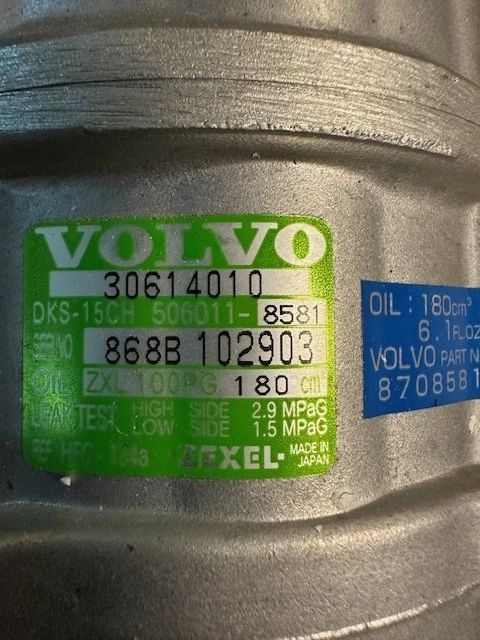 VOLVO
30614010
DKS-15CH 506011- 8581
SER NO 868B 102903
OIL ZXL 100PG 180 cm³
LEAK TEST HIGH SIDE 2.9 MPaG
LOW SIDE 1.5 MPaG
REF HFC-134a ZEXEL MADE IN JAPAN
OIL : 180cm³
6.1FLOZ
VOLVO PART N
8708581